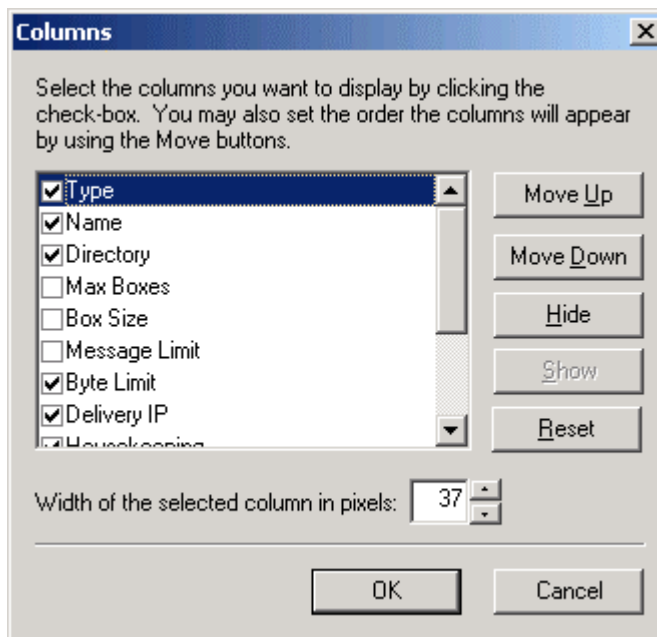 Columns
Select the columns you want to display by clicking the
check-box. You may also set the order the columns will appear
by using the Move buttons.
Type
Name
Directory
Max Boxes
Box Size
Message Limit
Byte Limit
Delivery IP
Housekeeping
Move Up
Move Down
Hide
Show
Reset
Width of the selected column in pixels: 37
OK
Cancel